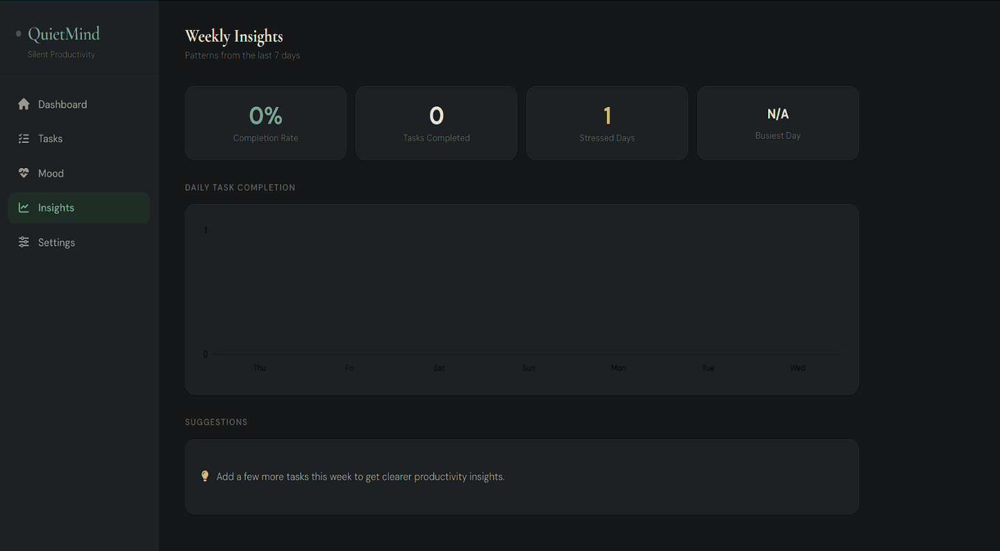 QuietMind
Silent Productivity
Dashboard
Tasks
Mood
Insights
Settings
Weekly Insights
Patterns from the last 7 days
0%
Completion Rate
0
Tasks Completed
1
Stressed Days
N/A
Busiest Day
DAILY TASK COMPLETION
1
0
Thu Fri Sat Sun Mon Tue Wed
SUGGESTIONS
Add a few more tasks this week to get clearer productivity insights.